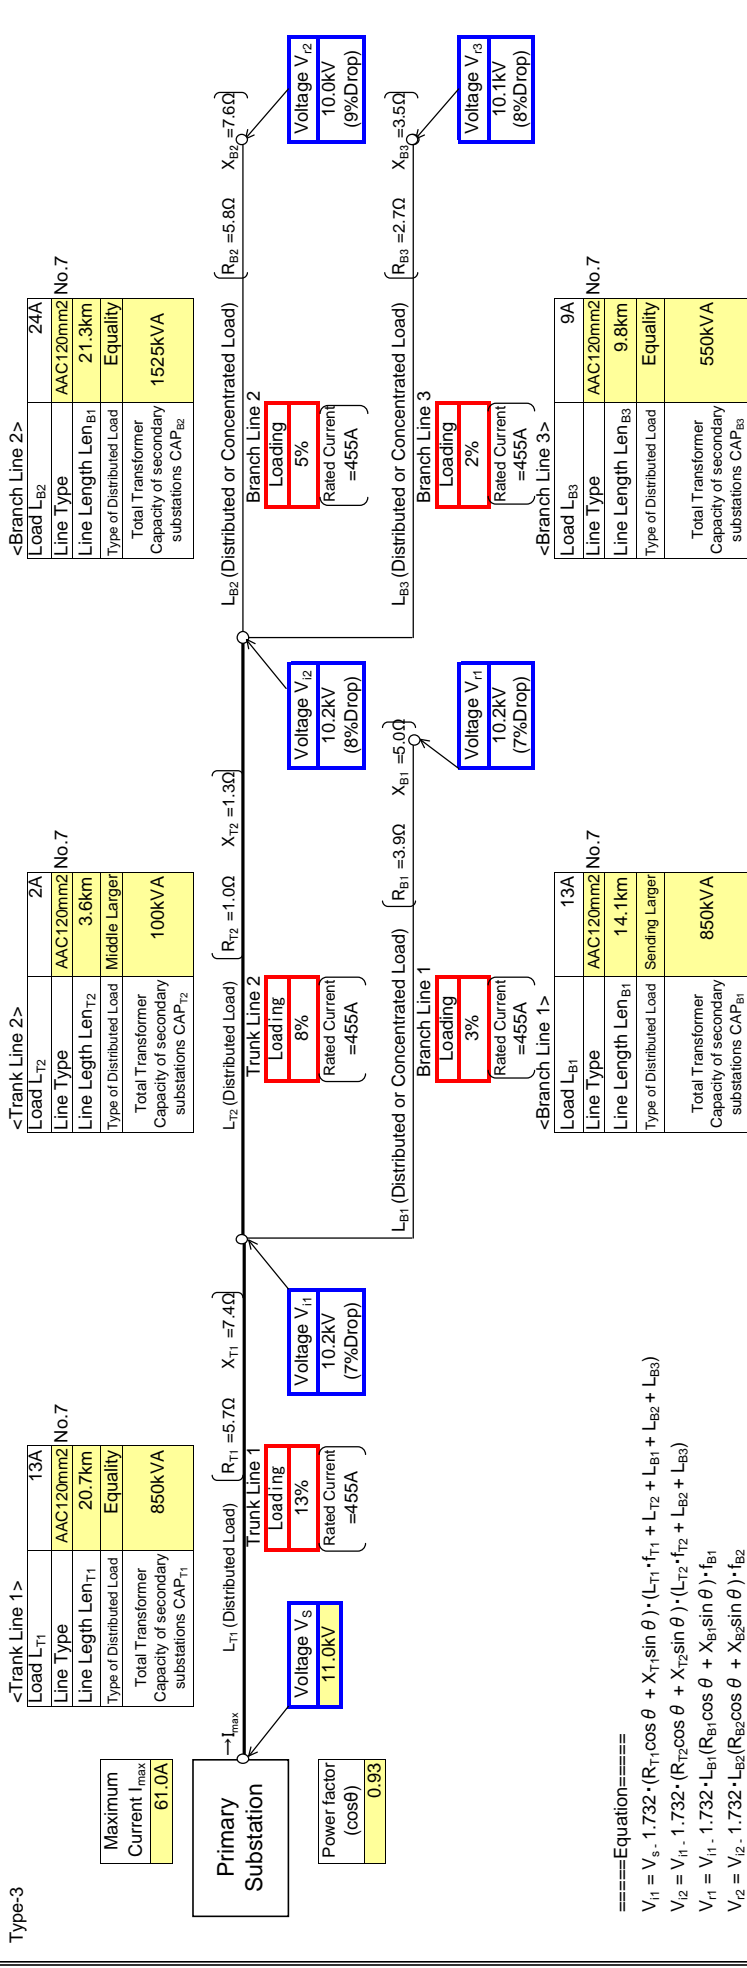 Type-3
Maximum
Current Imax
61.0A
Primary
Substation
→Imax
Power factor
(cosθ)
0.93
Voltage VS
11.0kV
<Trank Line 1>
Load LT1 13A
Line Type AAC120mm2 No.7
Line Legth LenT1 20.7km
Type of Distributed Load Equality
Total Transformer
Capacity of secondary
substations CAPT1
850kVA
LT1 (Distributed Load)
RT1 =5.7Ω XT1 =7.4Ω
Trunk Line 1
Loading
13%
Rated Current
=455A
Voltage Vi1
10.2kV
(7%Drop)
<Trank Line 2>
Load LT2 2A
Line Type AAC120mm2 No.7
Line Legth LenT2 3.6km
Type of Distributed Load Middle Larger
Total Transformer
Capacity of secondary
substations CAPT2
100kVA
LT2 (Distributed Load)
RT2 =1.0Ω XT2 =1.3Ω
Trunk Line 2
Loading
8%
Rated Current
=455A
Voltage Vi2
10.2kV
(8%Drop)
LB1 (Distributed or Concentrated Load)
RB1 =3.9Ω XB1 =5.0Ω
Branch Line 1
Loading
3%
Rated Current
=455A
Voltage Vr1
10.2kV
(7%Drop)
<Branch Line 1>
Load LB1 13A
Line Type AAC120mm2 No.7
Line Length LenB1 14.1km
Type of Distributed Load Sending Larger
Total Transformer
Capacity of secondary
substations CAPB1
850kVA
<Branch Line 2>
Load LB2 24A
Line Type AAC120mm2 No.7
Line Length LenB1 21.3km
Type of Distributed Load Equality
Total Transformer
Capacity of secondary
substations CAPB2
1525kVA
LB2 (Distributed or Concentrated Load)
RB2 =5.8Ω XB2 =7.6Ω
Branch Line 2
Loading
5%
Rated Current
=455A
Voltage Vr2
10.0kV
(9%Drop)
LB3 (Distributed or Concentrated Load)
RB3 =2.7Ω XB3 =3.5Ω
Branch Line 3
Loading
2%
Rated Current
=455A
Voltage Vr3
10.1kV
(8%Drop)
<Branch Line 3>
Load LB3 9A
Line Type AAC120mm2 No.7
Line Length LenB3 9.8km
Type of Distributed Load Equality
Total Transformer
Capacity of secondary
substations CAPB3
550kVA
=====Equation=====
Vi1 = Vs - 1.732・(RT1cosθ + XT1sinθ)・(LT1・fT1 + LT2 + LB1 + LB2 + LB3)
Vi2 = Vi1 - 1.732・(RT2cosθ + XT2sinθ)・(LT2・fT2 + LB2 + LB3)
Vr1 = Vi1 - 1.732・LB1(RB1cosθ + XB1sinθ)・fB1
Vr2 = Vi2 - 1.732・LB2(RB2cosθ + XB2sinθ)・fB2